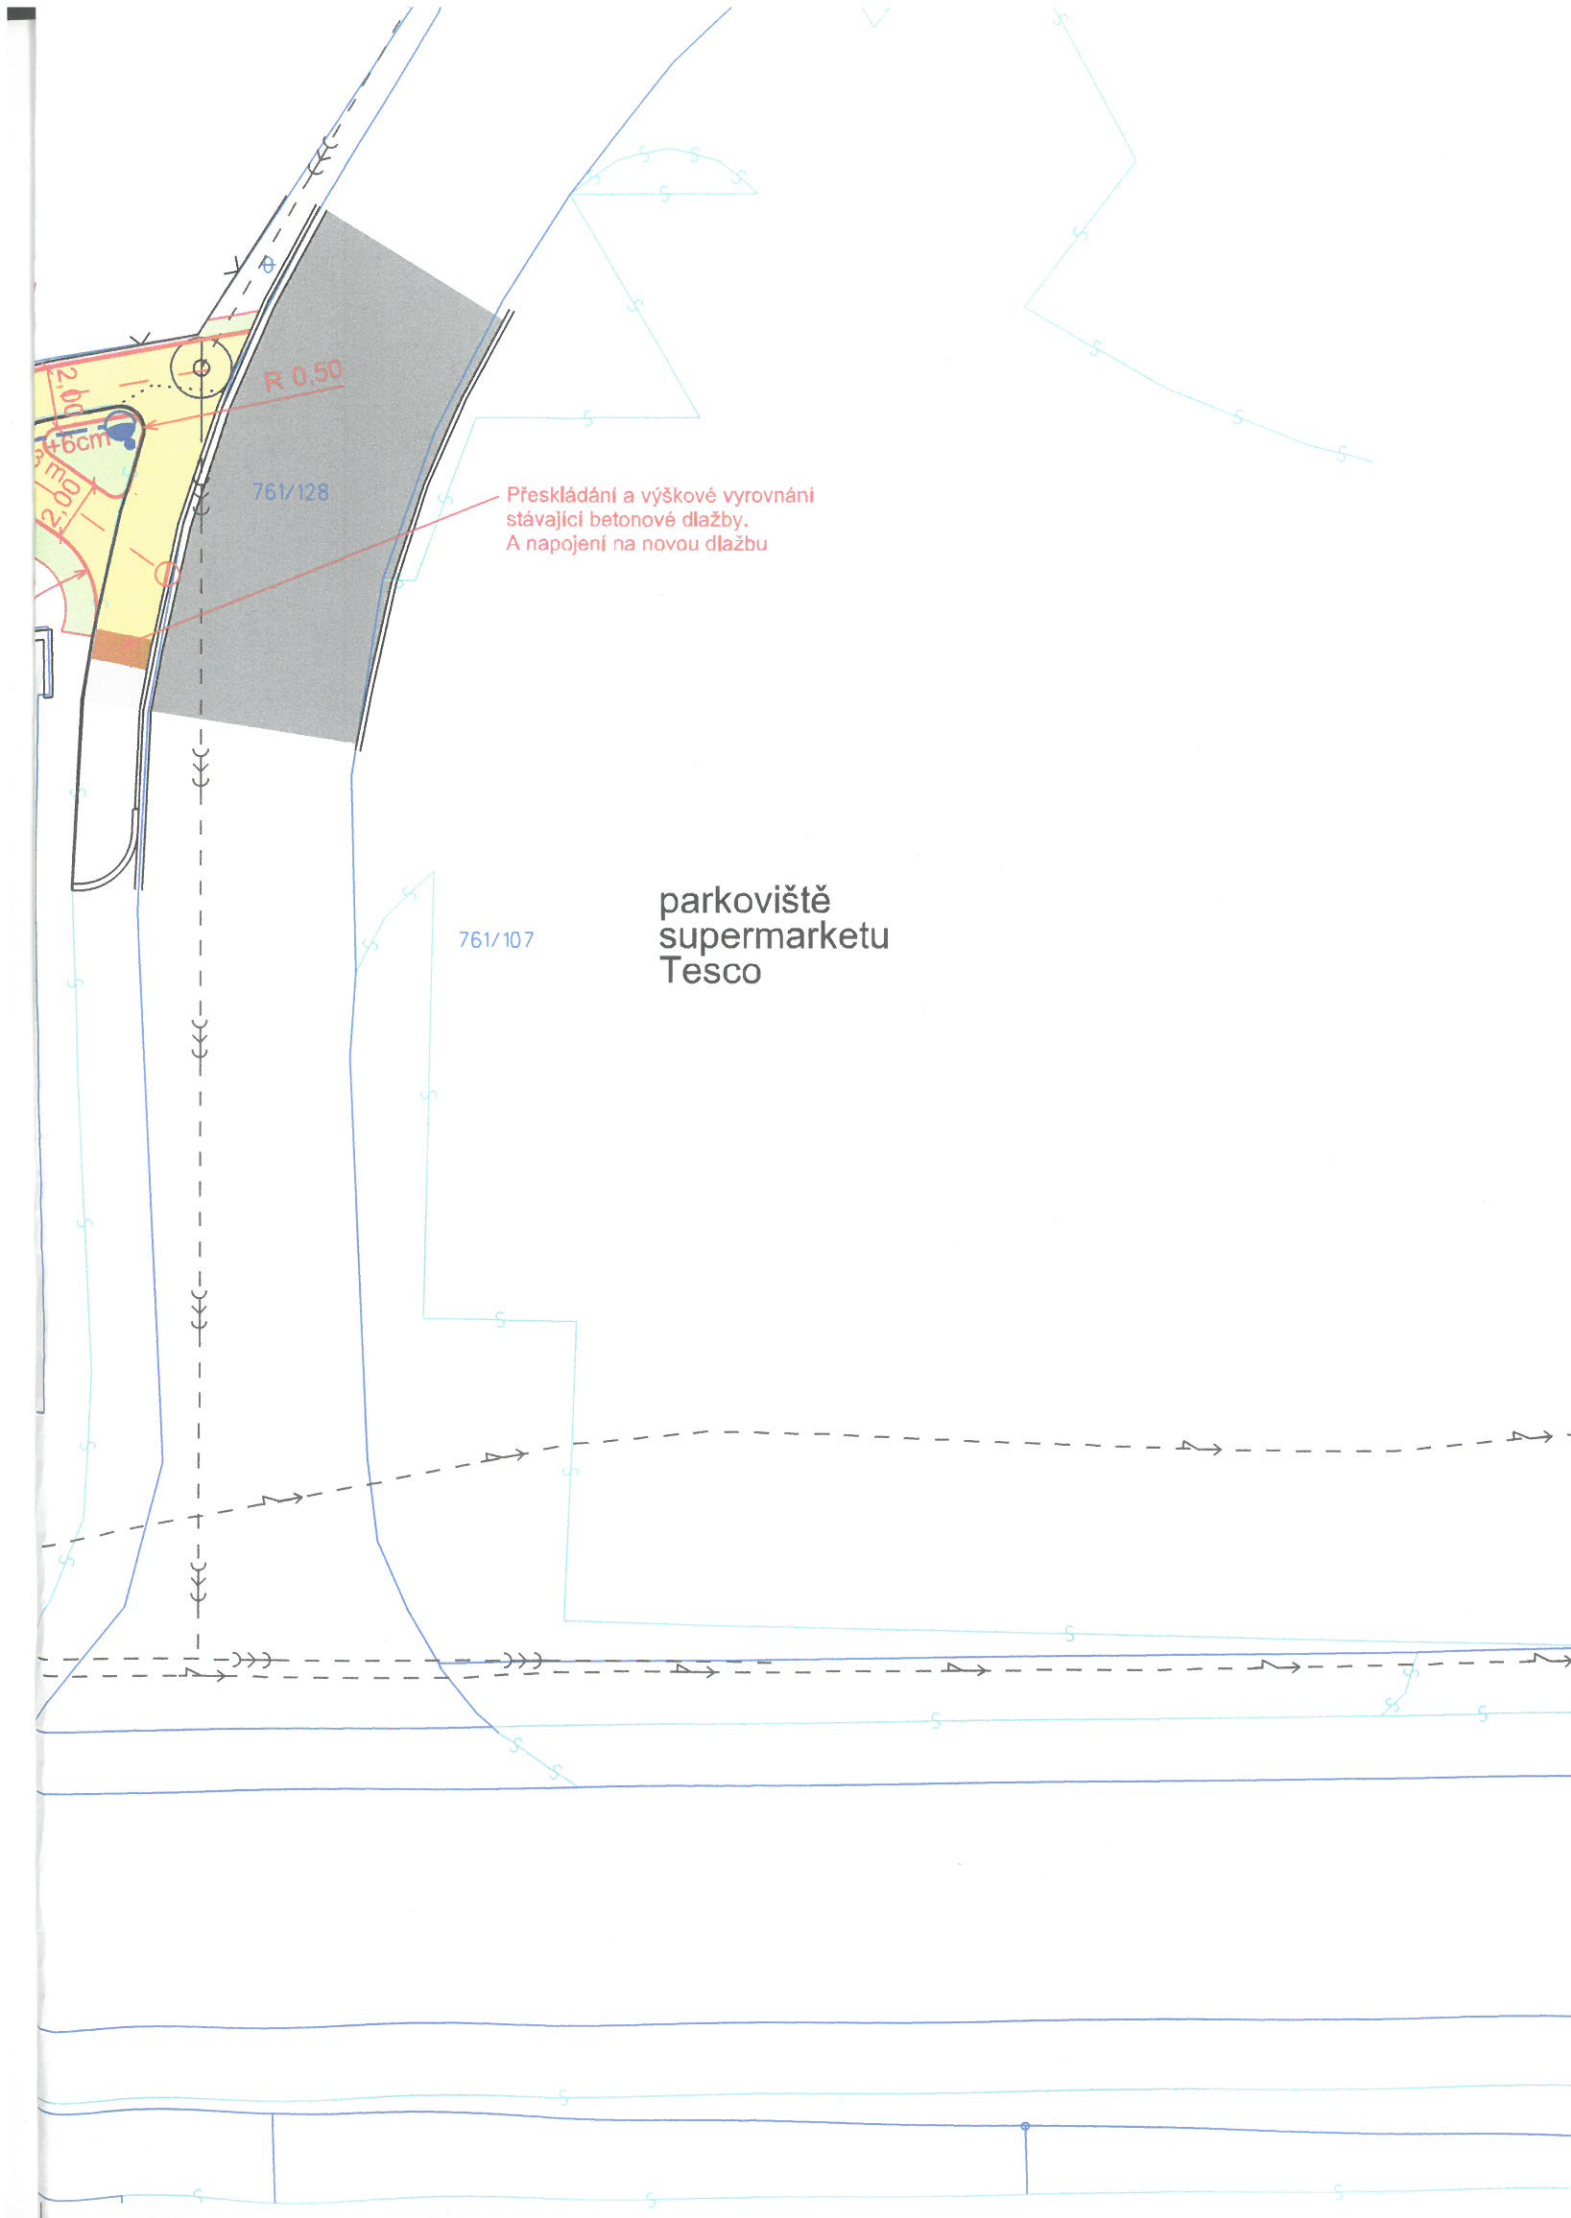 R 0,50
2,00
+6cm
3 m
2,00
761/128
Přeskládání a výškové vyrovnání
stávající betonové dlažby.
A napojení na novou dlažbu
761/107
parkoviště
supermarketu
Tesco